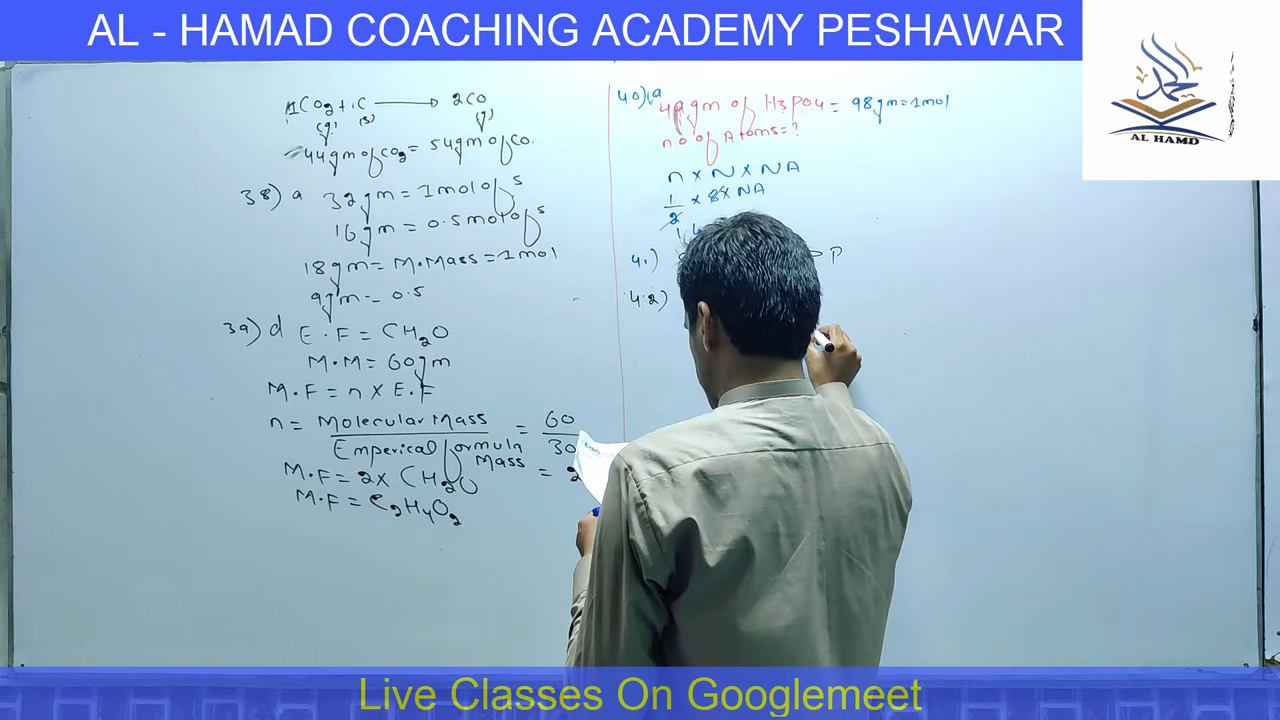 AL - HAMAD COACHING ACADEMY PESHAWAR
AL HAMD
1CO2 + 1C → 2CO
(g) (s) (g)
44gm of CO2 = 54gm of CO.
38) a 32gm = 1mol of S
16gm = 0.5mol of S
18gm = M.Mass = 1mol
9gm = 0.5
39) d E.F = CH2O
M.M = 60gm
M.F = n x E.F
n = Molecular Mass / Emperical formula Mass = 60 / 30
= 2
M.F = 2x CH2O
M.F = C2H4O2
40) a 49gm of H3PO4 = 98gm = 1mol
no of Atoms = ?
n x N x NA
1/2 x 8 x NA
41) P
42)
Live Classes On Googlemeet